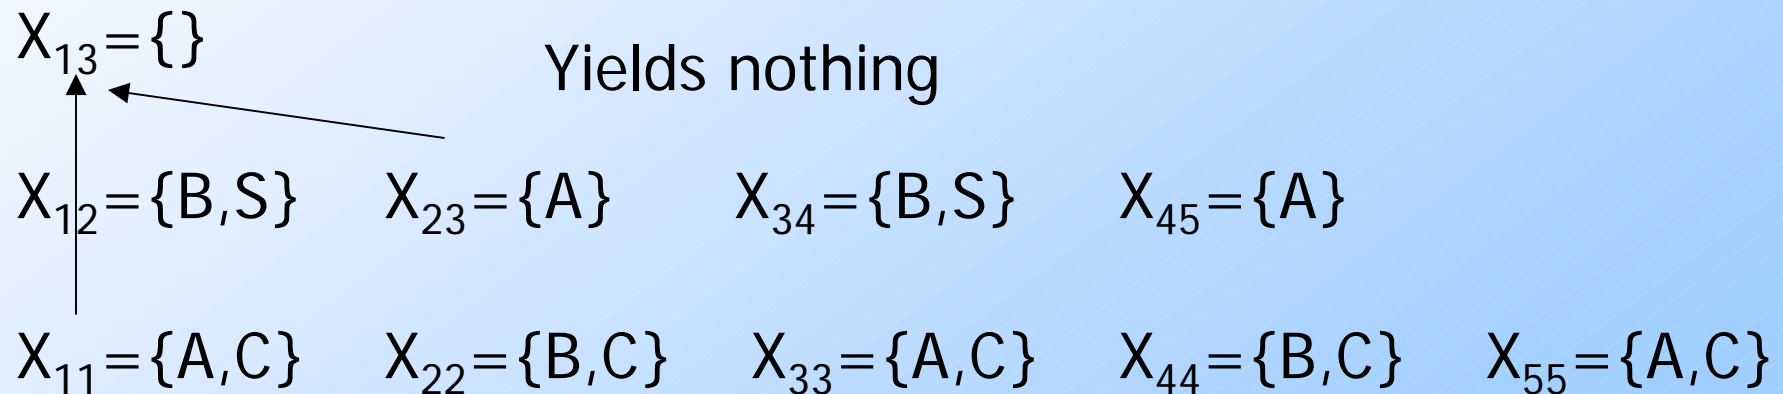 X₁₃={}
Yields nothing
X₁₂={B,S} X₂₃={A} X₃₄={B,S} X₄₅={A}
X₁₁={A,C} X₂₂={B,C} X₃₃={A,C} X₄₄={B,C} X₅₅={A,C}